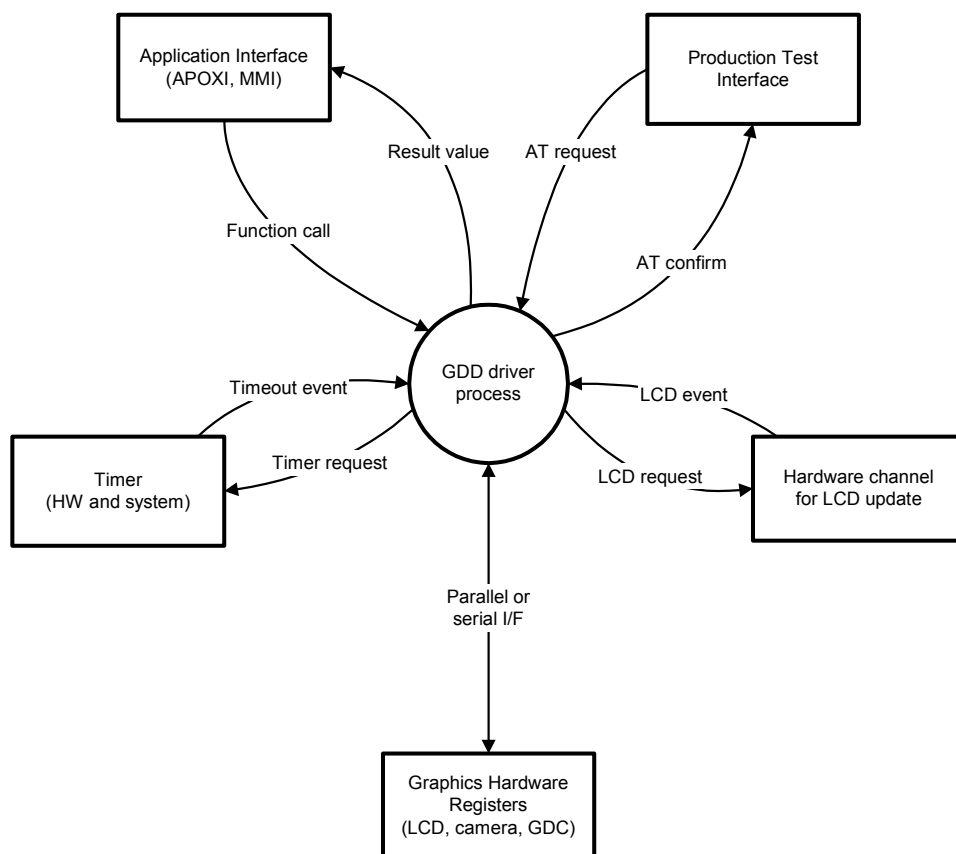 Application Interface
(APOXI, MMI)
Production Test
Interface
Result value
AT request
Function call
AT confirm
GDD driver
process
Timeout event
LCD event
Timer request
LCD request
Timer
(HW and system)
Hardware channel
for LCD update
Parallel or
serial I/F
Graphics Hardware
Registers
(LCD, camera, GDC)